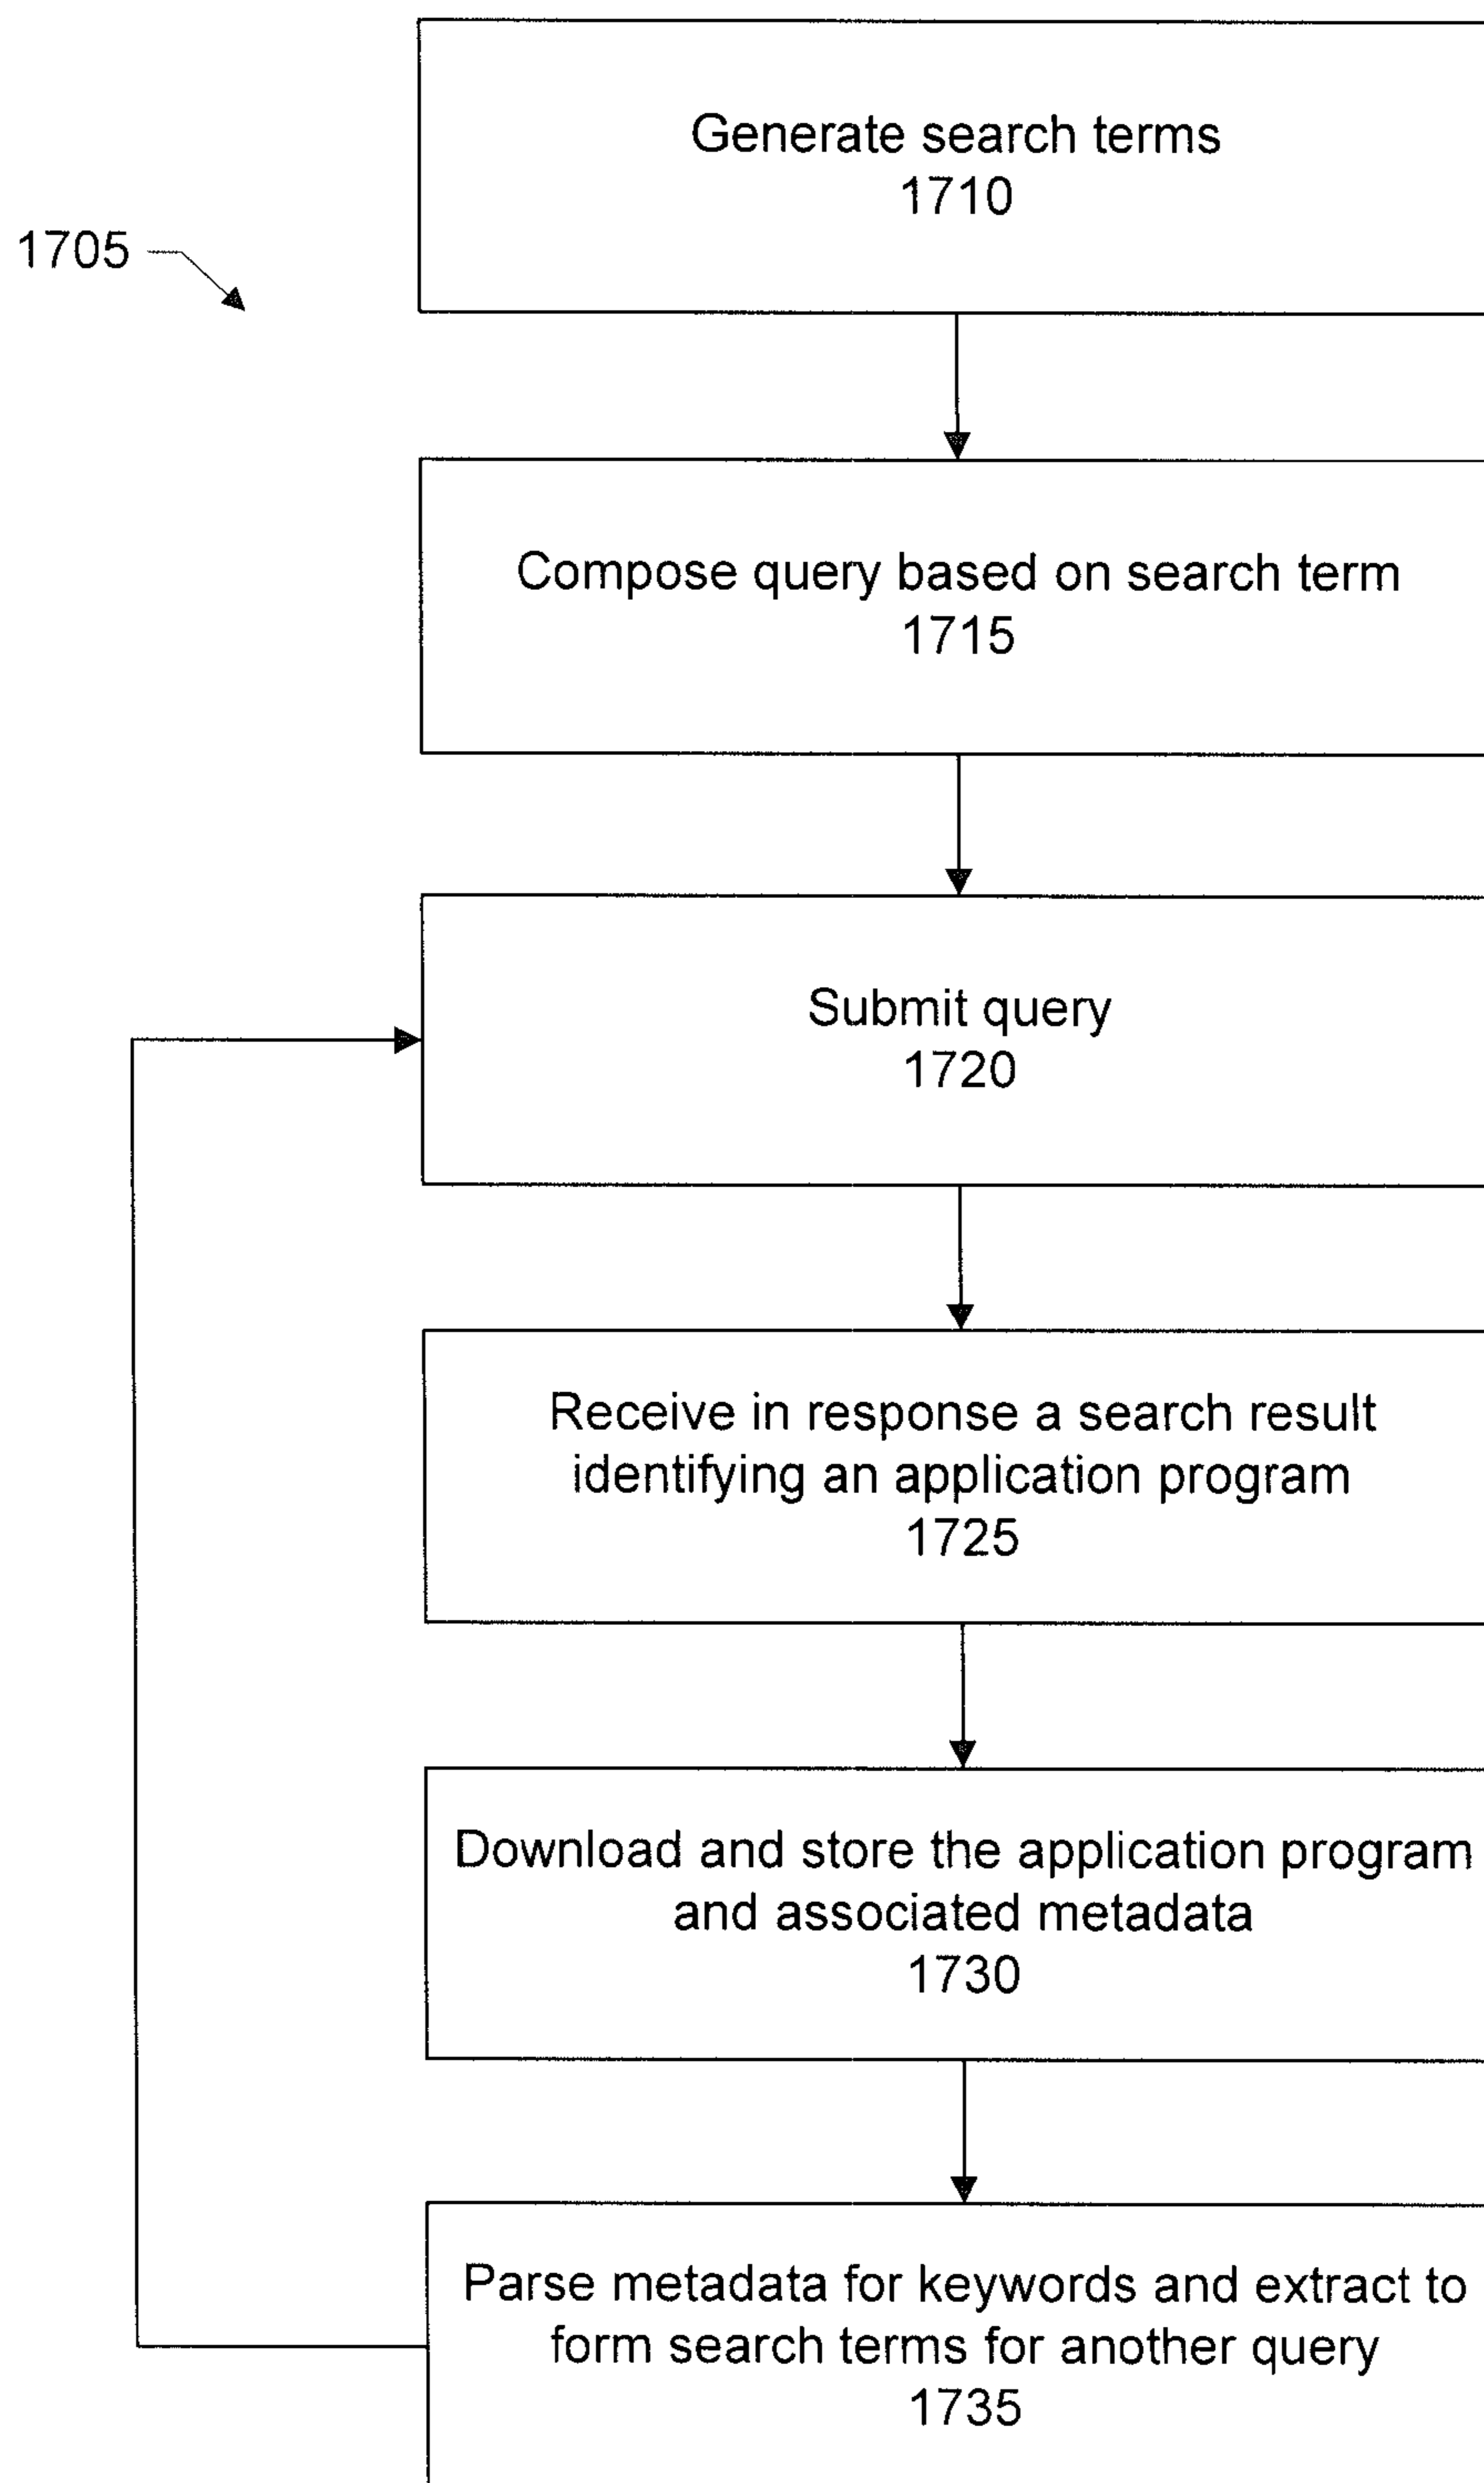 Generate search terms
1710
1705
Compose query based on search term
1715
Submit query
1720
Receive in response a search result
identifying an application program
1725
Download and store the application program
and associated metadata
1730
Parse metadata for keywords and extract to
form search terms for another query
1735